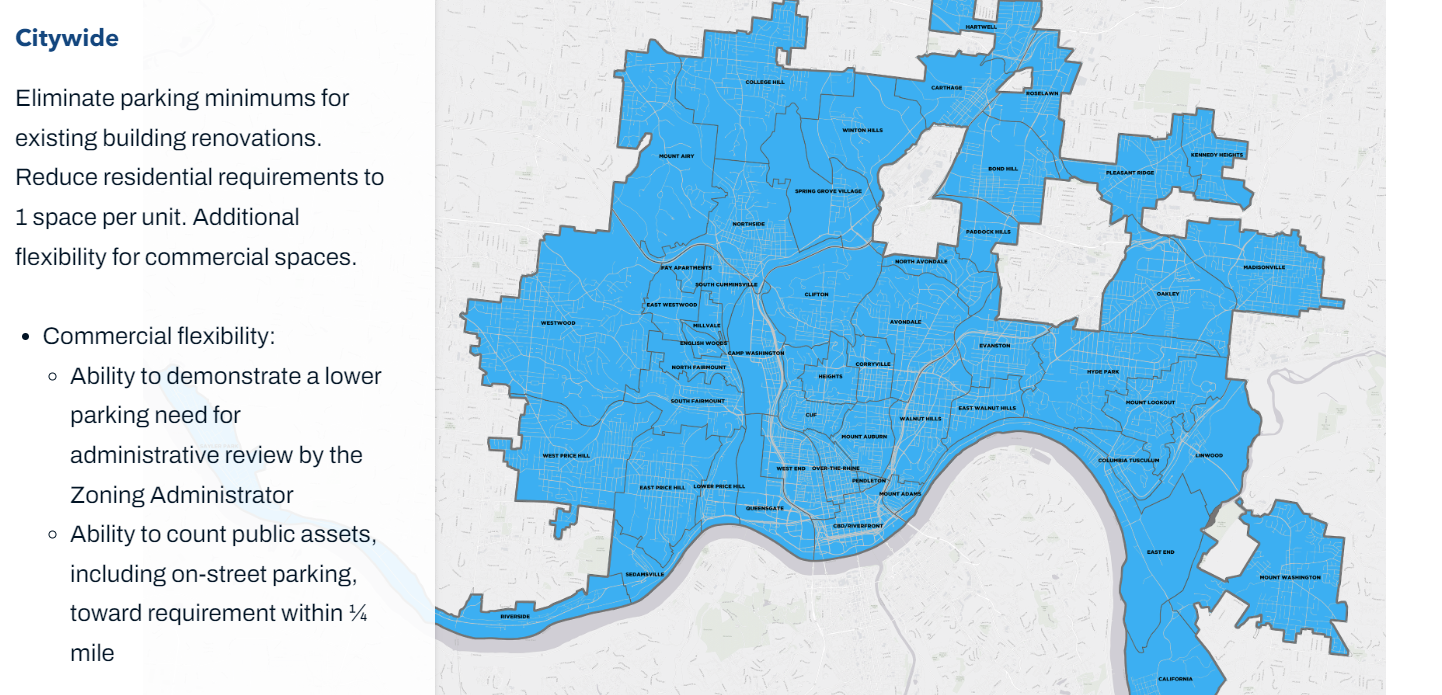 Citywide
Eliminate parking minimums for
existing building renovations.
Reduce residential requirements to
1 space per unit. Additional
flexibility for commercial spaces.
• Commercial flexibility:
◦ Ability to demonstrate a lower
parking need for
administrative review by the
Zoning Administrator
◦ Ability to count public assets,
including on-street parking,
toward requirement within ¼
mile
HARTWELL
COLLEGE HILL
CARTHAGE
ROSELAWN
WINTON HILLS
MOUNT AIRY
KENNEDY HEIGHTS
BOND HILL
PLEASANT RIDGE
SPRING GROVE VILLAGE
NORTHSIDE
PADDOCK HILLS
NORTH AVONDALE
FAY APARTMENTS
MADISONVILLE
SOUTH CUMMINSVILLE
CLIFTON
OAKLEY
EAST WESTWOOD
WESTWOOD
MILLVALE
AVONDALE
ENGLISH WOODS
EVANSTON
CAMP WASHINGTON
NORTH FAIRMOUNT
CORRYVILLE
HYDE PARK
HEIGHTS
SOUTH FAIRMOUNT
MOUNT LOOKOUT
EAST WALNUT HILLS
CUF
WALNUT HILLS
MOUNT AUBURN
WEST PRICE HILL
LINWOOD
COLUMBIA TUSCULUM
WEST END
OVER-THE-RHINE
PENDLETON
EAST PRICE HILL
LOWER PRICE HILL
MOUNT ADAMS
QUEENSGATE
CBD/RIVERFRONT
EAST END
SEDAMSVILLE
MOUNT WASHINGTON
RIVERSIDE
CALIFORNIA